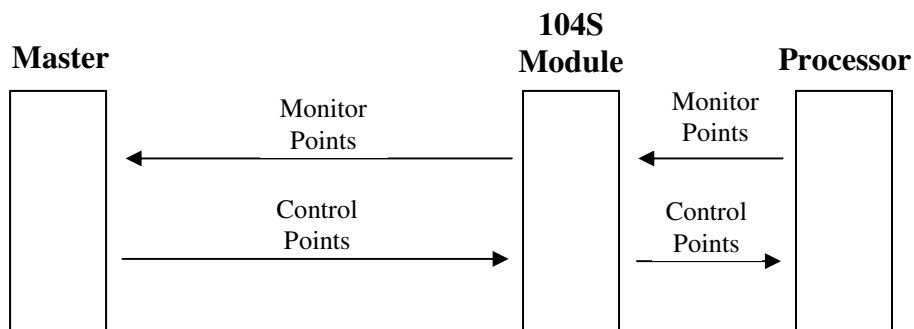 Master
104S
Module
Processor
Monitor
Points
Monitor
Points
Control
Points
Control
Points